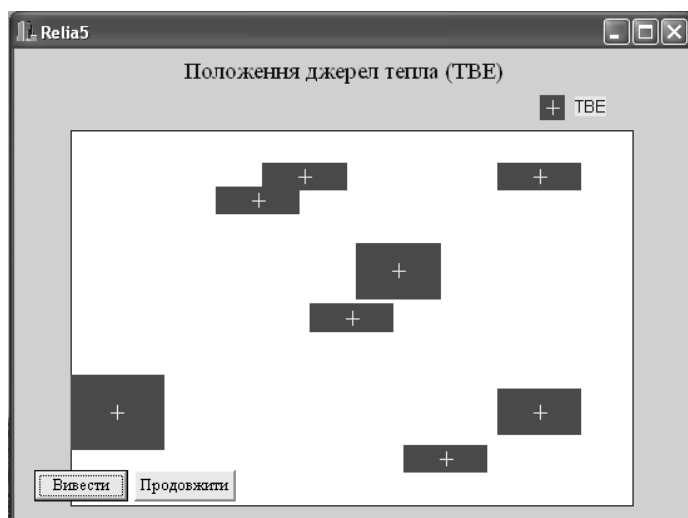 Relia5
Положення джерел тепла (ТВЕ)
ТВЕ
Вивести
Продовжити